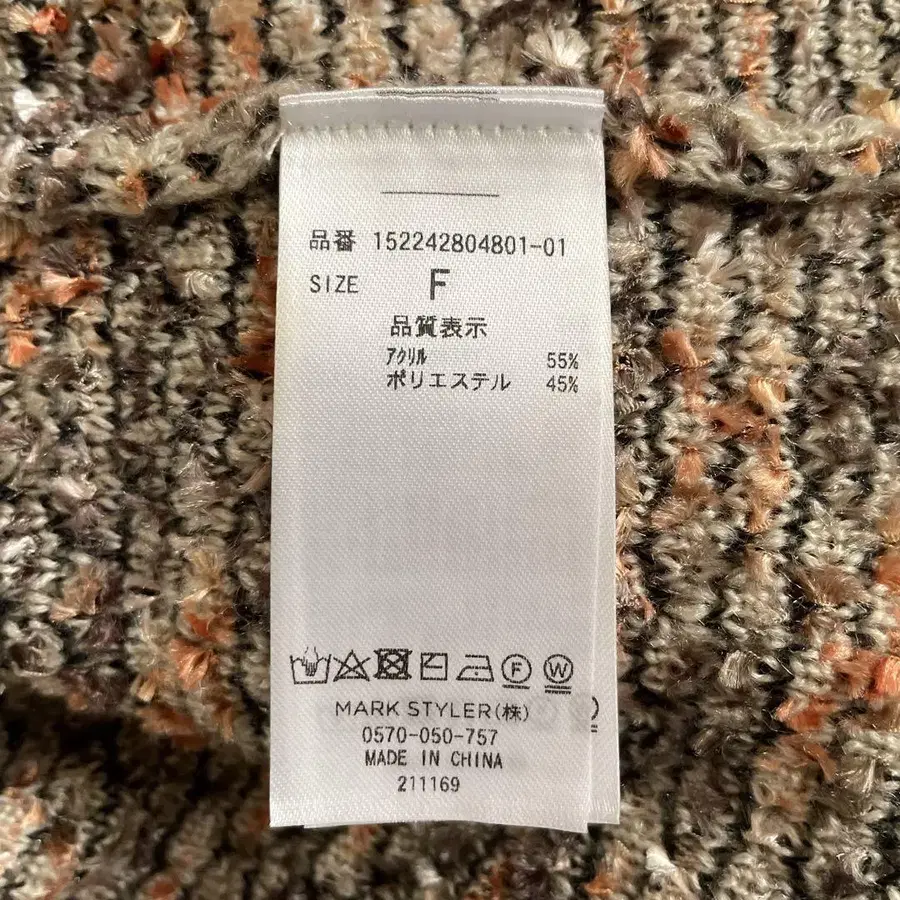 品番 152242804801-01
SIZE F
品質表示
ｱｸﾘﾙ 55%
ポリエステル 45%
F W
MARK STYLER(株)
0570-050-757
MADE IN CHINA
211169